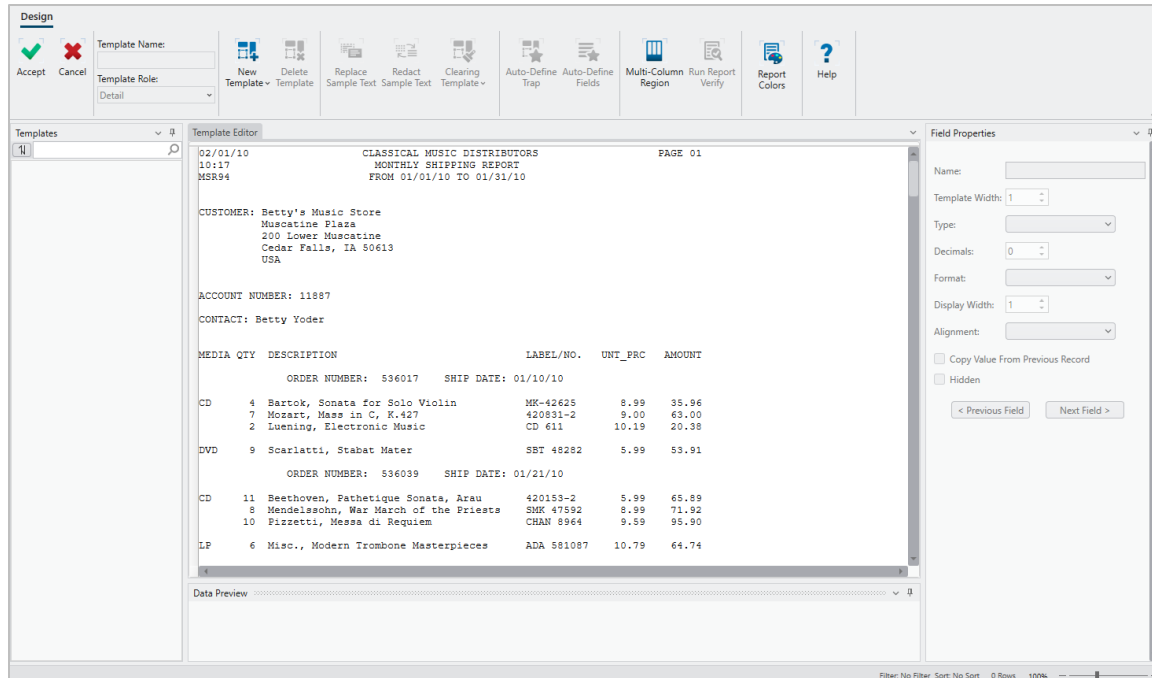 Design
Accept
Cancel
Template Name:
Template Role:
Detail
New Template
Delete Template
Replace Sample Text
Redact Sample Text
Clearing Template
Auto-Define Trap
Auto-Define Fields
Multi-Column Region
Run Report Verify
Report Colors
Help
Templates
Template Editor
02/01/10 CLASSICAL MUSIC DISTRIBUTORS PAGE 01
10:17 MONTHLY SHIPPING REPORT
MSR94 FROM 01/01/10 TO 01/31/10
CUSTOMER: Betty's Music Store
Muscatine Plaza
200 Lower Muscatine
Cedar Falls, IA 50613
USA
ACCOUNT NUMBER: 11887
CONTACT: Betty Yoder
MEDIA QTY DESCRIPTION LABEL/NO. UNT_PRC AMOUNT
ORDER NUMBER: 536017 SHIP DATE: 01/10/10
CD 4 Bartok, Sonata for Solo Violin MK-42625 8.99 35.96
7 Mozart, Mass in C, K.427 420831-2 9.00 63.00
2 Luening, Electronic Music CD 611 10.19 20.38
DVD 9 Scarlatti, Stabat Mater SBT 48282 5.99 53.91
ORDER NUMBER: 536039 SHIP DATE: 01/21/10
CD 11 Beethoven, Pathetique Sonata, Arau 420153-2 5.99 65.89
8 Mendelssohn, War March of the Priests SMK 47592 8.99 71.92
10 Pizzetti, Messa di Requiem CHAN 8964 9.59 95.90
LP 6 Misc., Modern Trombone Masterpieces ADA 581087 10.79 64.74
Data Preview
Field Properties
Name:
Template Width: 1
Type:
Decimals: 0
Format:
Display Width: 1
Alignment:
Copy Value From Previous Record
Hidden
< Previous Field Next Field >
Filter: No Filter Sort: No Sort 0 Rows 100%